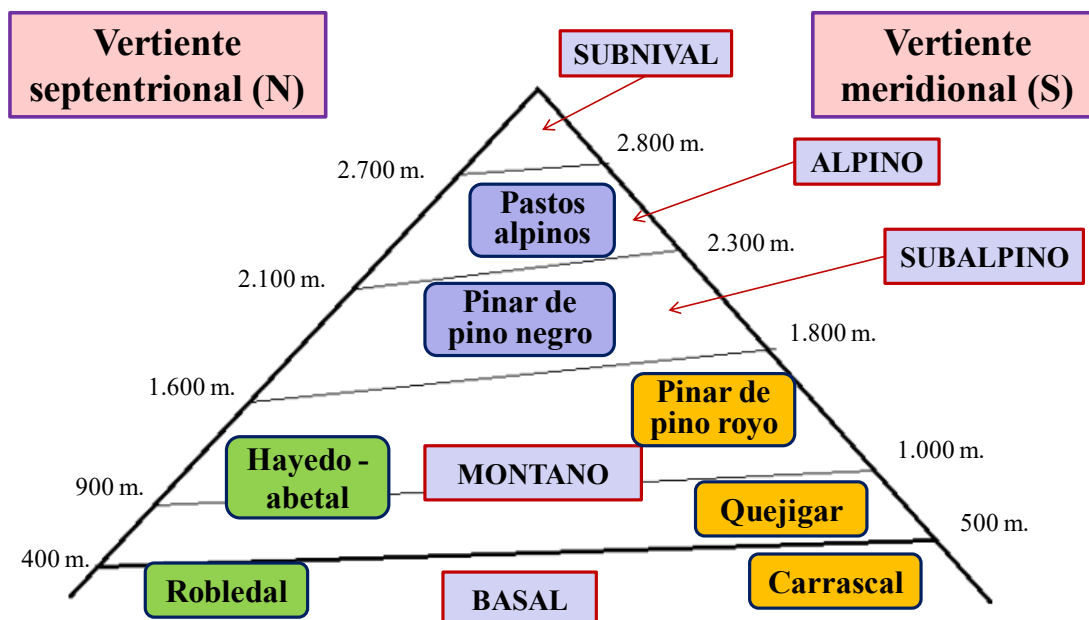 Vertiente
septentrional (N)
SUBNIVAL
Vertiente
meridional (S)
2.700 m.
2.800 m.
ALPINO
Pastos
alpinos
2.100 m.
2.300 m.
SUBALPINO
Pinar de
pino negro
1.600 m.
1.800 m.
Pinar de
pino royo
Hayedo -
abetal
MONTANO
900 m.
1.000 m.
Quejigar
400 m.
500 m.
Robledal
BASAL
Carrascal